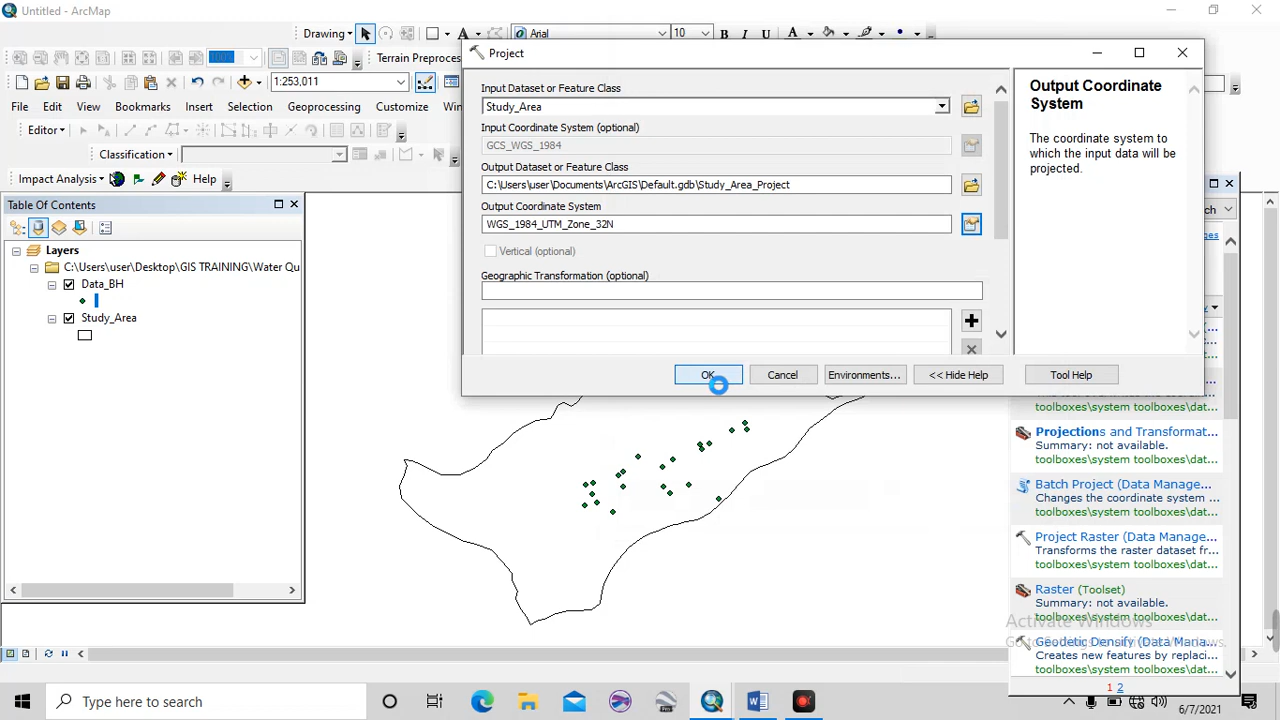 Untitled - ArcMap
Drawing
Arial
10
B I U
A
Terrain Preproces
1:253,011
File Edit Bookmarks Insert Geoprocessing Customize
Editor
Classification
Impact Analysis Help
Table Of Contents
Layers
C:\Users\user\Desktop\GIS TRAINING\Water Qu
Data_BH
Study_Area
Project
Input Dataset or Feature Class
Study_Area
Input Coordinate System (optional)
GCS_WGS_1984
Output Dataset or Feature Class
C:\Users\user\Documents\ArcGIS\Default.gdb\Study_Area_Project
Output Coordinate System
WGS_1984_UTM_Zone_32N
Vertical (optional)
Geographic Transformation (optional)
OK
Cancel
Environments...
<< Hide Help
Tool Help
Output Coordinate
System
The coordinate system to
which the input data will be
projected.
toolboxes\system toolboxes\dat...
Projections and Transformat...
Summary: not available.
toolboxes\system toolboxes\dat...
Batch Project (Data Manage...
Changes the coordinate system ...
toolboxes\system toolboxes\dat...
Project Raster (Data Manage...
Transforms the raster dataset fr...
toolboxes\system toolboxes\dat...
Raster (Toolset)
Summary: not available.
toolboxes\system toolboxes\dat...
Activate Windows
Geodetic Densify (Data Mana...
Creates new features by replaci...
toolboxes\system toolboxes\dat...
1 2
Type here to search
6/7/2021